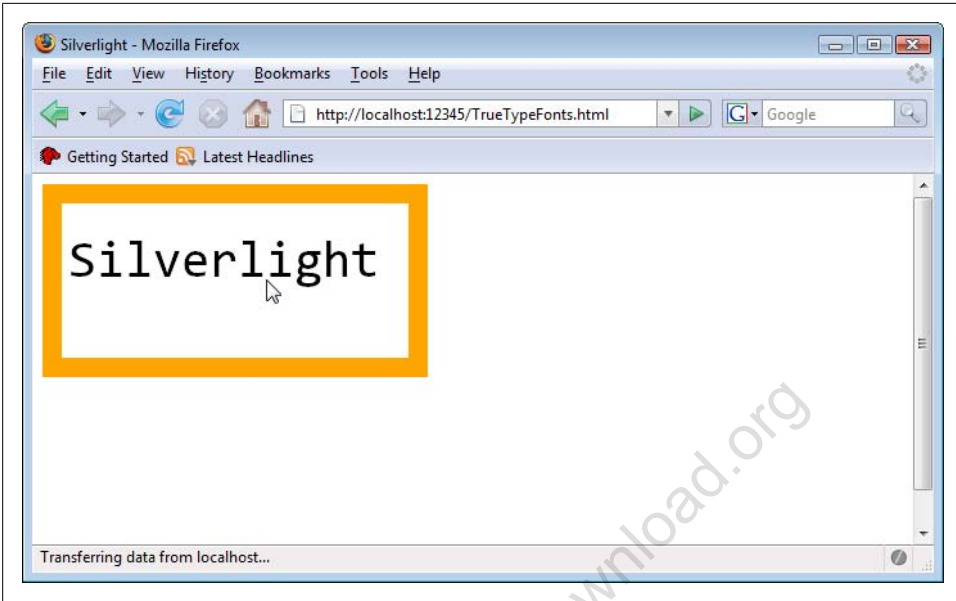 Silverlight - Mozilla Firefox
File Edit View History Bookmarks Tools Help
http://localhost:12345/TrueTypeFonts.html G Google
Getting Started Latest Headlines
Silverlight
Transferring data from localhost...